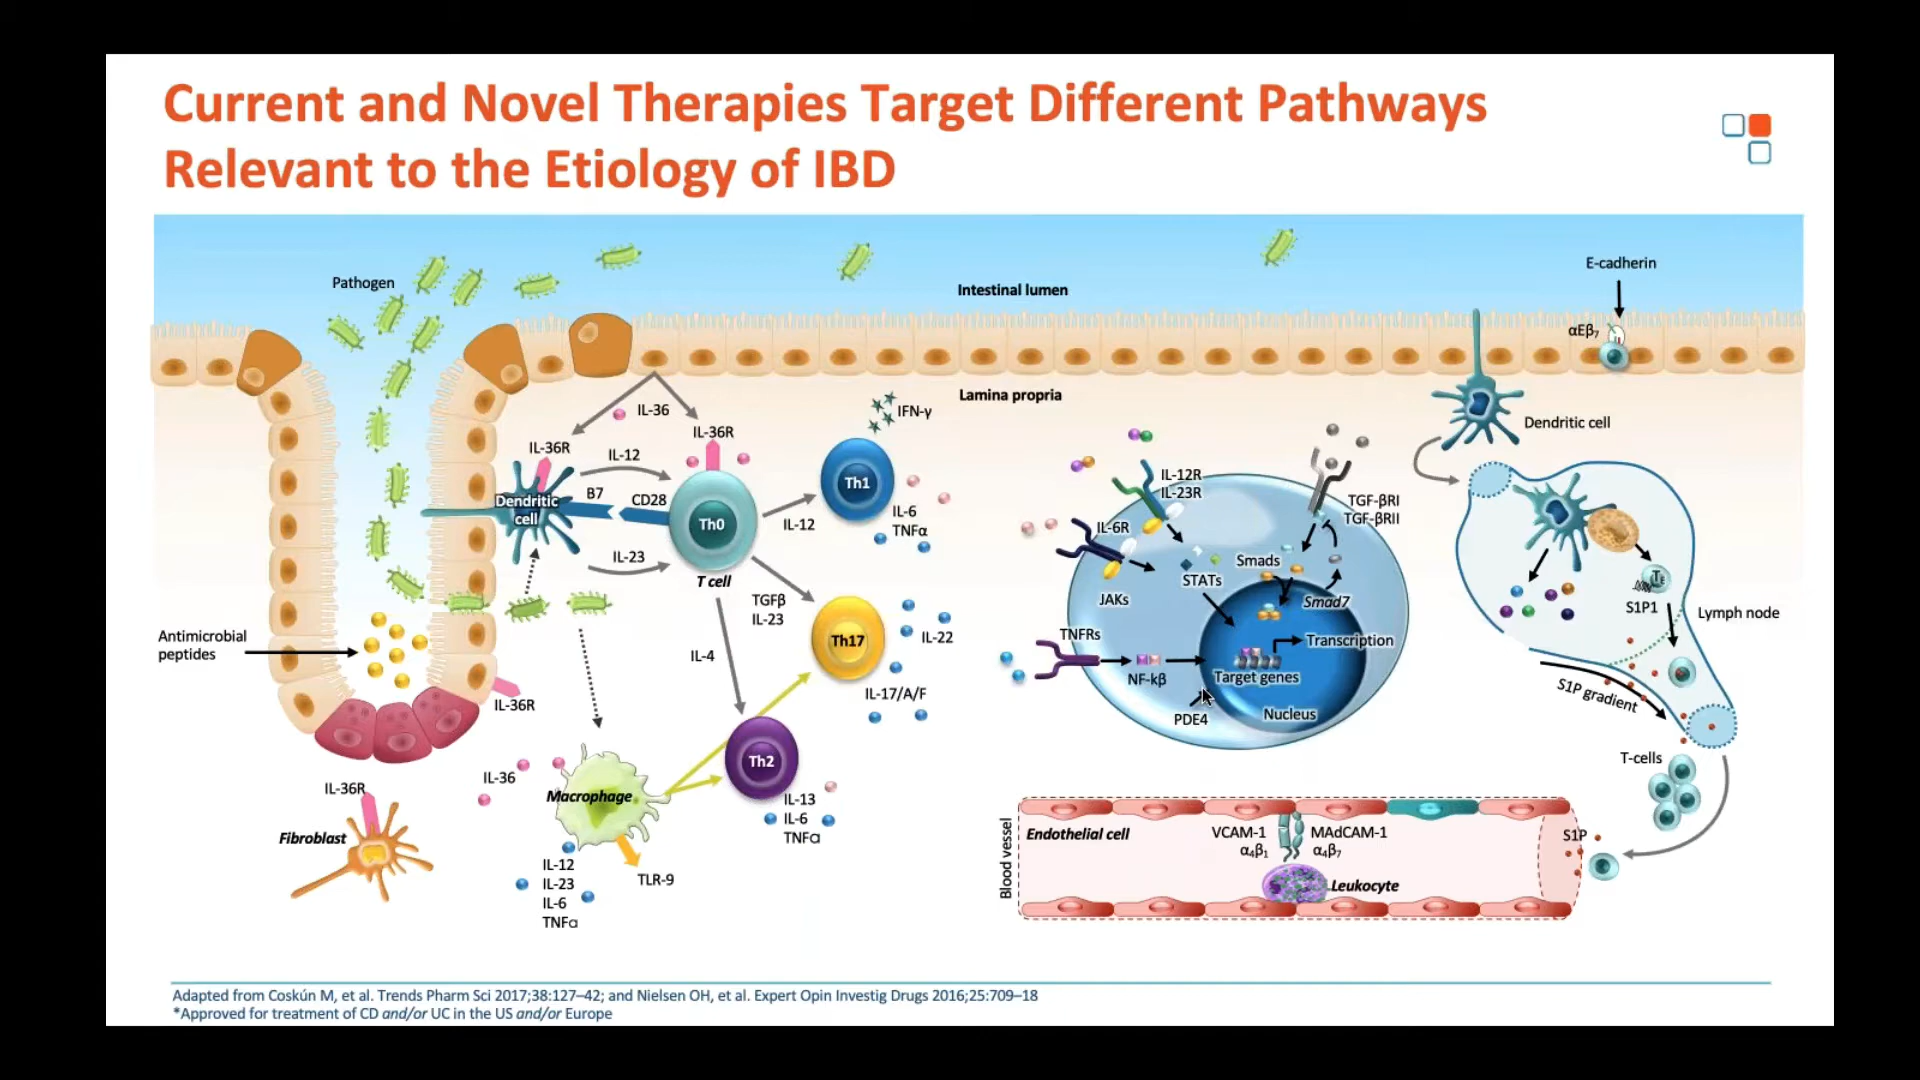 Current and Novel Therapies Target Different Pathways
Relevant to the Etiology of IBD
Pathogen
Intestinal lumen
E-cadherin
αEβ₇
Lamina propria
IL-36
IFN-γ
IL-36R
IL-36R
IL-12
Dendritic cell
Dendritic
cell
B7
CD28
Th0
T cell
IL-12
Th1
IL-6
TNFα
IL-23
TGFβ
IL-23
IL-4
Th17
IL-22
IL-17/A/F
Antimicrobial
peptides
IL-36R
IL-36
Macrophage
Th2
IL-13
IL-6
TNFα
IL-36R
Fibroblast
IL-12
IL-23
IL-6
TNFα
TLR-9
IL-12R
IL-23R
IL-6R
TGF-βRI
TGF-βRII
JAKs
STATs
Smads
Smad7
TNFRs
NF-kβ
Transcription
Target genes
PDE4
Nucleus
T
E
S1P1
Lymph node
S1P gradient
T-cells
S1P
Blood vessel
Endothelial cell
VCAM-1
α₄β₁
MAdCAM-1
α₄β₇
Leukocyte
Adapted from Coskún M, et al. Trends Pharm Sci 2017;38:127–42; and Nielsen OH, et al. Expert Opin Investig Drugs 2016;25:709–18
*Approved for treatment of CD and/or UC in the US and/or Europe